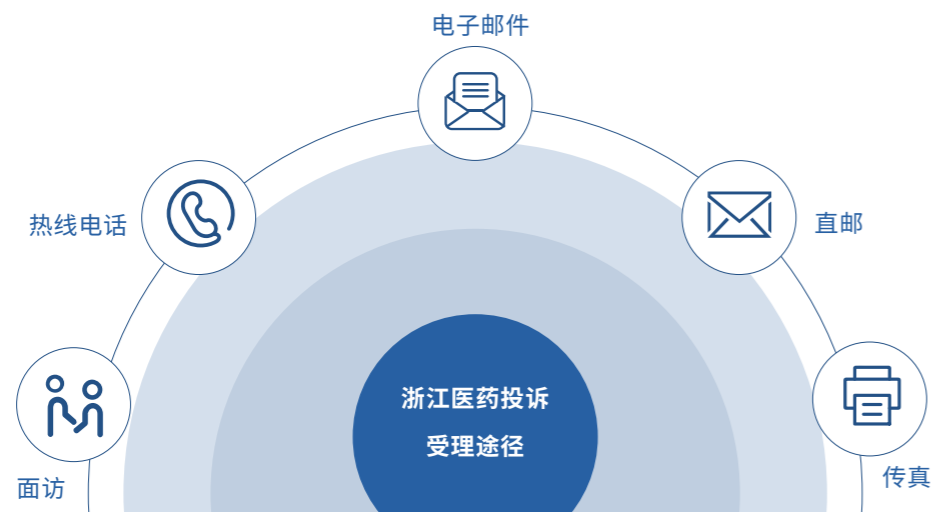 电子邮件
热线电话
直邮
浙江医药投诉
受理途径
面访
传真